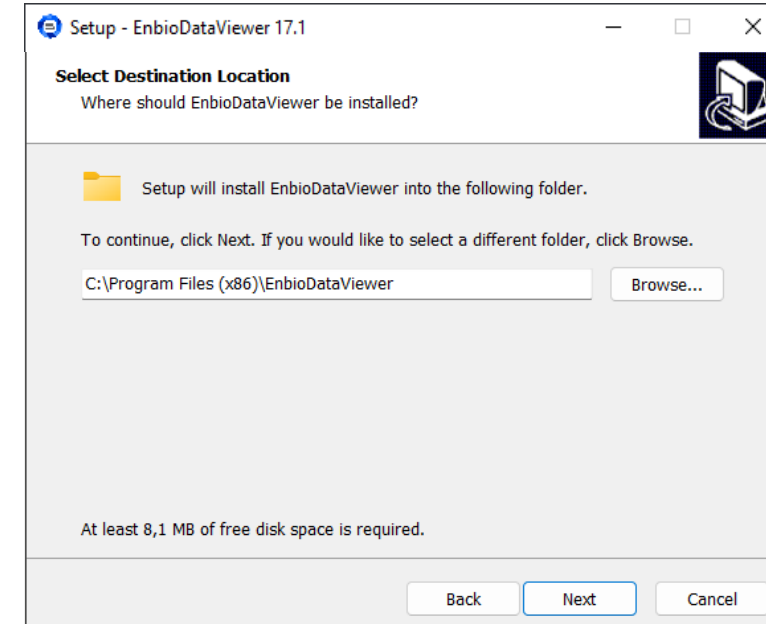 Setup - EnbioDataViewer 17.1
Select Destination Location
Where should EnbioDataViewer be installed?
Setup will install EnbioDataViewer into the following folder.
To continue, click Next. If you would like to select a different folder, click Browse.
C:\Program Files (x86)\EnbioDataViewer
Browse...
At least 8,1 MB of free disk space is required.
Back
Next
Cancel